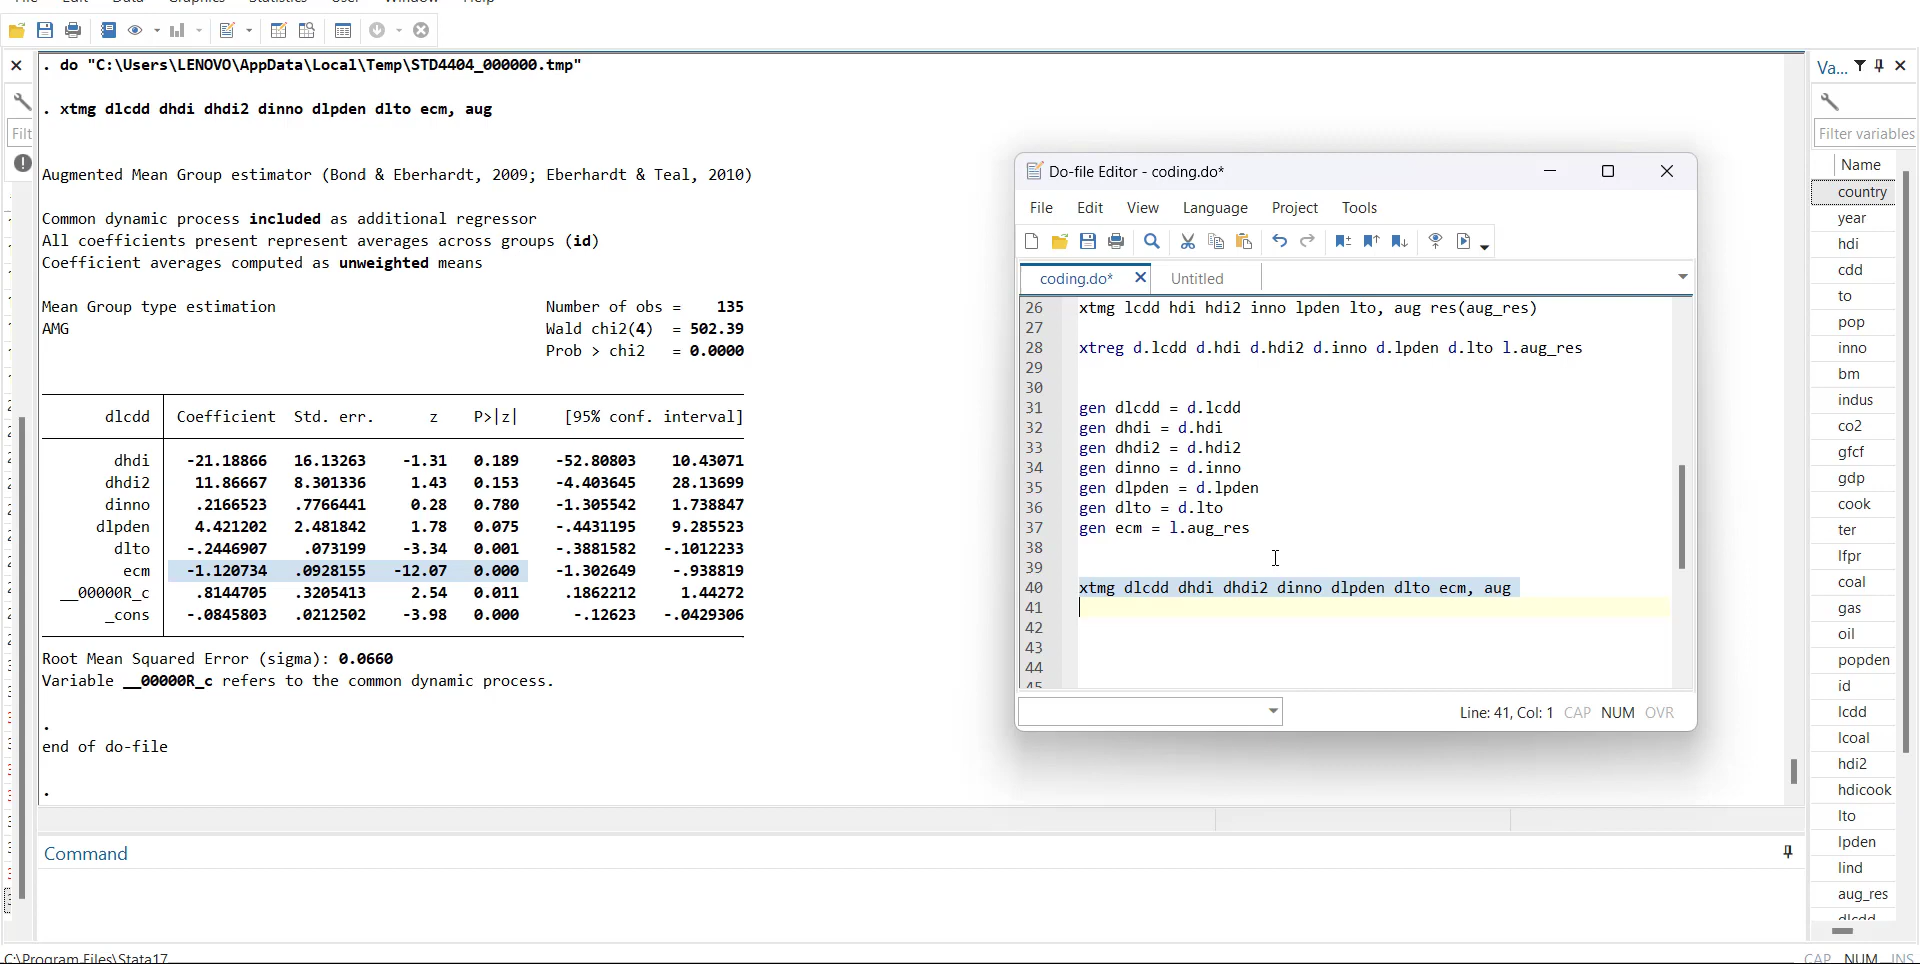 File Edit Data Graphics Statistics User Window Help
. do "C:\Users\LENOVO\AppData\Local\Temp\STD4404_000000.tmp"
. xtmg dlcdd dhdi dhdi2 dinno dlpden dlto ecm, aug
Augmented Mean Group estimator (Bond & Eberhardt, 2009; Eberhardt & Teal, 2010)
Common dynamic process included as additional regressor
All coefficients present represent averages across groups (id)
Coefficient averages computed as unweighted means
Mean Group type estimation Number of obs = 135
AMG Wald chi2(4) = 502.39
Prob > chi2 = 0.0000
dlcdd Coefficient Std. err. z P>|z| [95% conf. interval]
dhdi -21.18866 16.13263 -1.31 0.189 -52.80803 10.43071
dhdi2 11.86667 8.301336 1.43 0.153 -4.403645 28.13699
dinno .2166523 .7766441 0.28 0.780 -1.305542 1.738847
dlpden 4.421202 2.481842 1.78 0.075 -.4431195 9.285523
dlto -.2446907 .073199 -3.34 0.001 -.3881582 -.1012233
ecm -1.120734 .0928155 -12.07 0.000 -1.302649 -.938819
__00000R_c .8144705 .3205413 2.54 0.011 .1862212 1.44272
_cons -.0845803 .0212502 -3.98 0.000 -.12623 -.0429306
Root Mean Squared Error (sigma): 0.0660
Variable __00000R_c refers to the common dynamic process.
.
end of do-file
.
Command
C:\Program Files\Stata17
CAP NUM INS
Filt
Do-file Editor - coding.do*
File Edit View Language Project Tools
coding.do* Untitled
26 xtmg lcdd hdi hdi2 inno lpden lto, aug res(aug_res)
27
28 xtreg d.lcdd d.hdi d.hdi2 d.inno d.lpden d.lto l.aug_res
29
30
31 gen dlcdd = d.lcdd
32 gen dhdi = d.hdi
33 gen dhdi2 = d.hdi2
34 gen dinno = d.inno
35 gen dlpden = d.lpden
36 gen dlto = d.lto
37 gen ecm = l.aug_res
38
39
40 xtmg dlcdd dhdi dhdi2 dinno dlpden dlto ecm, aug
41
42
43
44
45
Line: 41, Col: 1 CAP NUM OVR
Va...
Filter variables
Name
country
year
hdi
cdd
to
pop
inno
bm
indus
co2
gfcf
gdp
cook
ter
lfpr
coal
gas
oil
popden
id
lcdd
lcoal
hdi2
hdicook
lto
lpden
lind
aug_res
dlcdd